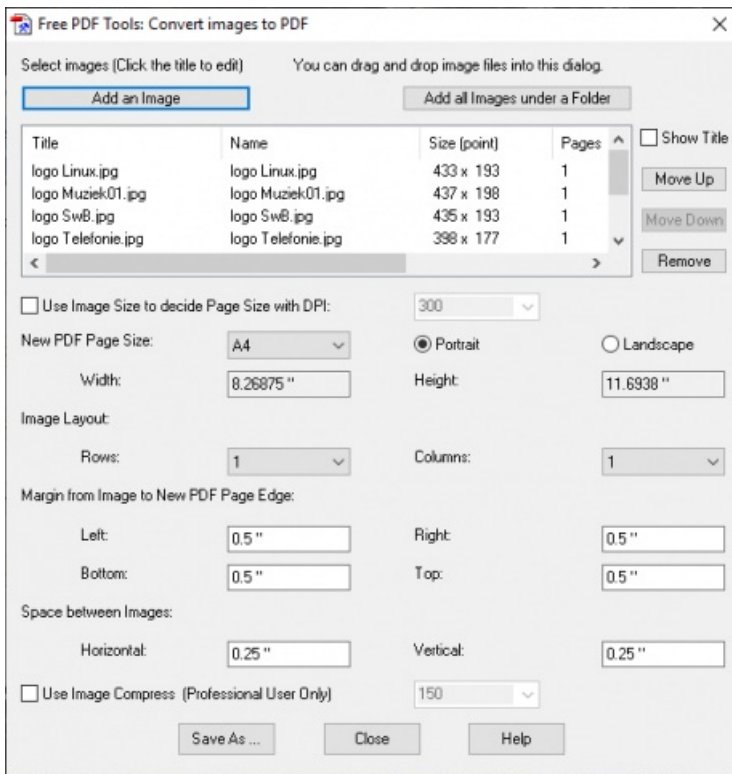 Free PDF Tools: Convert images to PDF
Select images (Click the title to edit) You can drag and drop image files into this dialog.
Add an Image Add all Images under a Folder
Title Name Size (point) Pages Show Title
logo Linux.jpg logo Linux.jpg 433 x 193 1
Move Up
logo Muziek01.jpg logo Muziek01.jpg 437 x 198 1
logo SwB.jpg logo SwB.jpg 435 x 193 1
Move Down
logo Telefonie.jpg logo Telefonie.jpg 398 x 177 1
Remove
Use Image Size to decide Page Size with DPI: 300
New PDF Page Size: A4 Portrait Landscape
Width: 8.26875 " Height: 11.6938 "
Image Layout:
Rows: 1 Columns: 1
Margin from Image to New PDF Page Edge:
Left: 0.5 " Right: 0.5 "
Bottom: 0.5 " Top: 0.5 "
Space between Images:
Horizontal: 0.25 " Vertical: 0.25 "
Use Image Compress (Professional User Only) 150
Save As ... Close Help